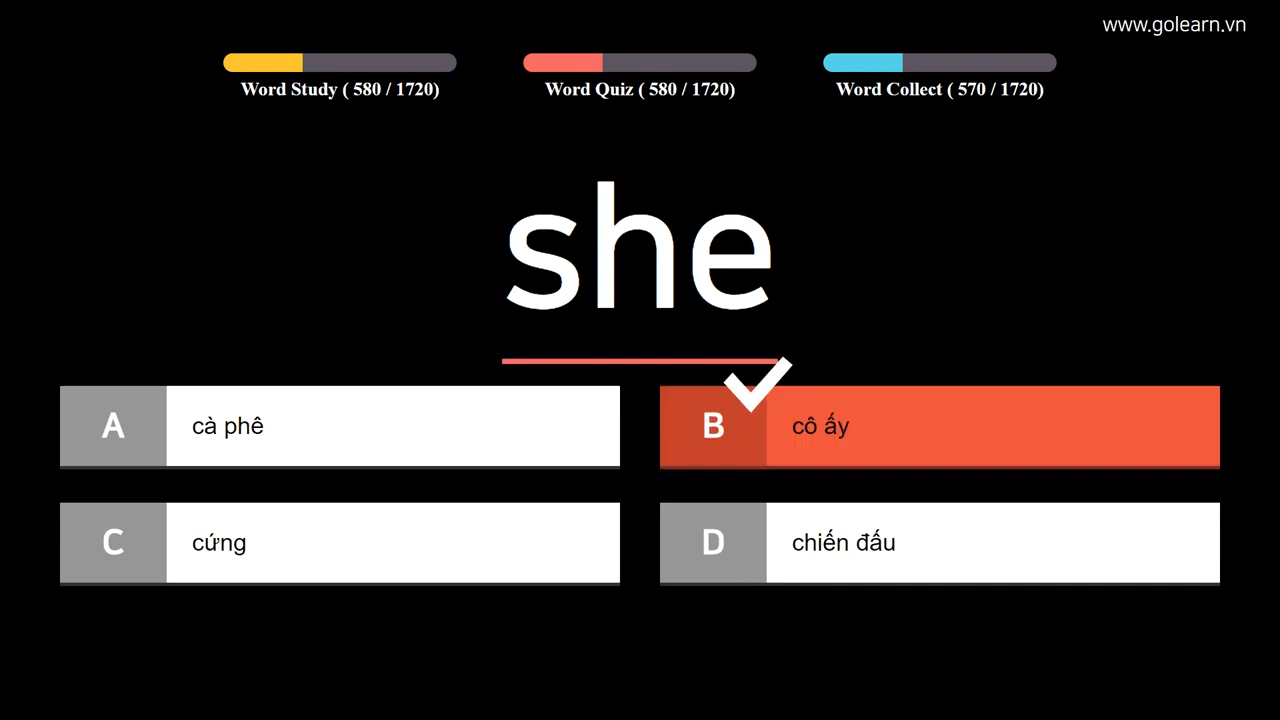 www.golearn.vn
Word Study ( 580 / 1720)
Word Quiz ( 580 / 1720)
Word Collect ( 570 / 1720)
she
A cà phê
B cô ấy
C cứng
D chiến đấu